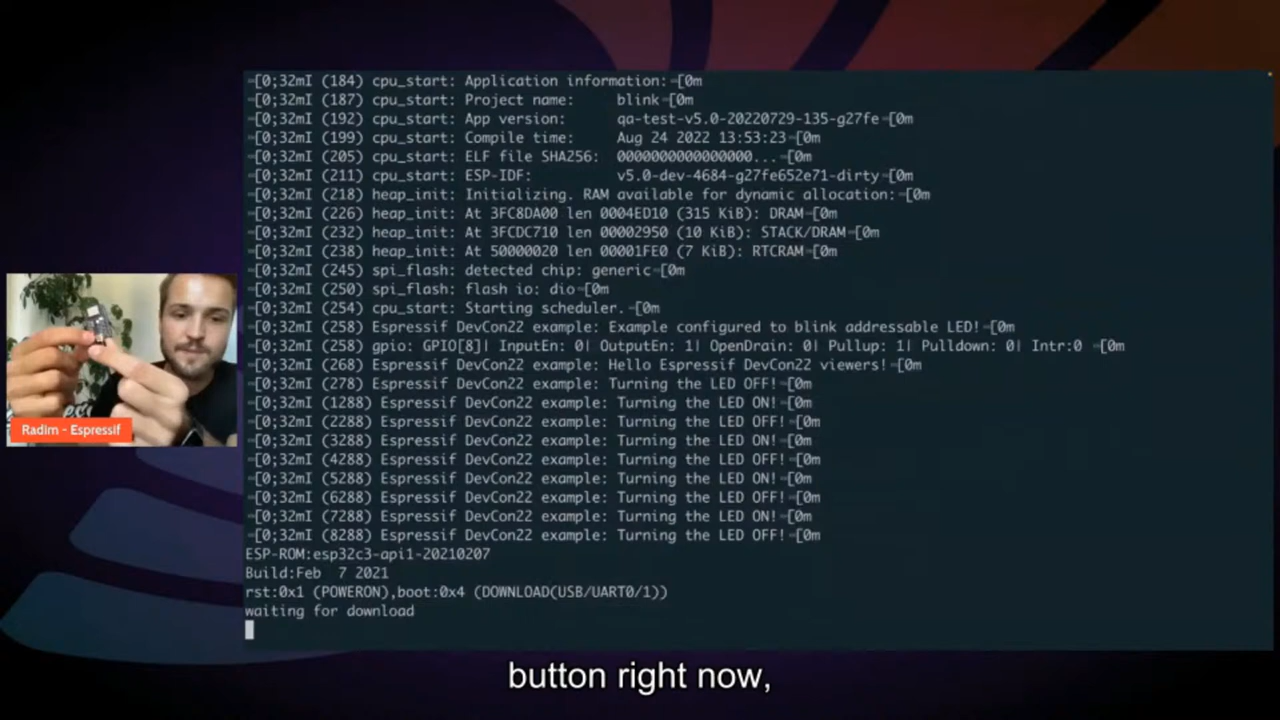 [0;32mI (184) cpu_start: Application information: [0m
[0;32mI (187) cpu_start: Project name:     blink [0m
[0;32mI (192) cpu_start: App version:      qa-test-v5.0-20220729-135-g27fe [0m
[0;32mI (199) cpu_start: Compile time:     Aug 24 2022 13:53:23 [0m
[0;32mI (205) cpu_start: ELF file SHA256:  0000000000000000... [0m
[0;32mI (211) cpu_start: ESP-IDF:          v5.0-dev-4684-g27fe652e71-dirty [0m
[0;32mI (218) heap_init: Initializing. RAM available for dynamic allocation: [0m
[0;32mI (226) heap_init: At 3FC8DA00 len 0004ED10 (315 KiB): DRAM [0m
[0;32mI (232) heap_init: At 3FCDC710 len 00002950 (10 KiB): STACK/DRAM [0m
[0;32mI (238) heap_init: At 50000020 len 00001FE0 (7 KiB): RTCRAM [0m
[0;32mI (245) spi_flash: detected chip: generic [0m
[0;32mI (250) spi_flash: flash io: dio [0m
[0;32mI (254) cpu_start: Starting scheduler. [0m
[0;32mI (258) Espressif DevCon22 example: Example configured to blink addressable LED! [0m
[0;32mI (258) gpio: GPIO[8]| InputEn: 0| OutputEn: 1| OpenDrain: 0| Pullup: 1| Pulldown: 0| Intr:0 [0m
[0;32mI (268) Espressif DevCon22 example: Hello Espressif DevCon22 viewers! [0m
[0;32mI (278) Espressif DevCon22 example: Turning the LED OFF! [0m
[0;32mI (1288) Espressif DevCon22 example: Turning the LED ON! [0m
[0;32mI (2288) Espressif DevCon22 example: Turning the LED OFF! [0m
[0;32mI (3288) Espressif DevCon22 example: Turning the LED ON! [0m
[0;32mI (4288) Espressif DevCon22 example: Turning the LED OFF! [0m
[0;32mI (5288) Espressif DevCon22 example: Turning the LED ON! [0m
[0;32mI (6288) Espressif DevCon22 example: Turning the LED OFF! [0m
[0;32mI (7288) Espressif DevCon22 example: Turning the LED ON! [0m
[0;32mI (8288) Espressif DevCon22 example: Turning the LED OFF! [0m
ESP-ROM:esp32c3-api1-20210207
Build:Feb  7 2021
rst:0x1 (POWERON),boot:0x4 (DOWNLOAD(USB/UART0/1))
waiting for download
Radim - Espressif
button right now,